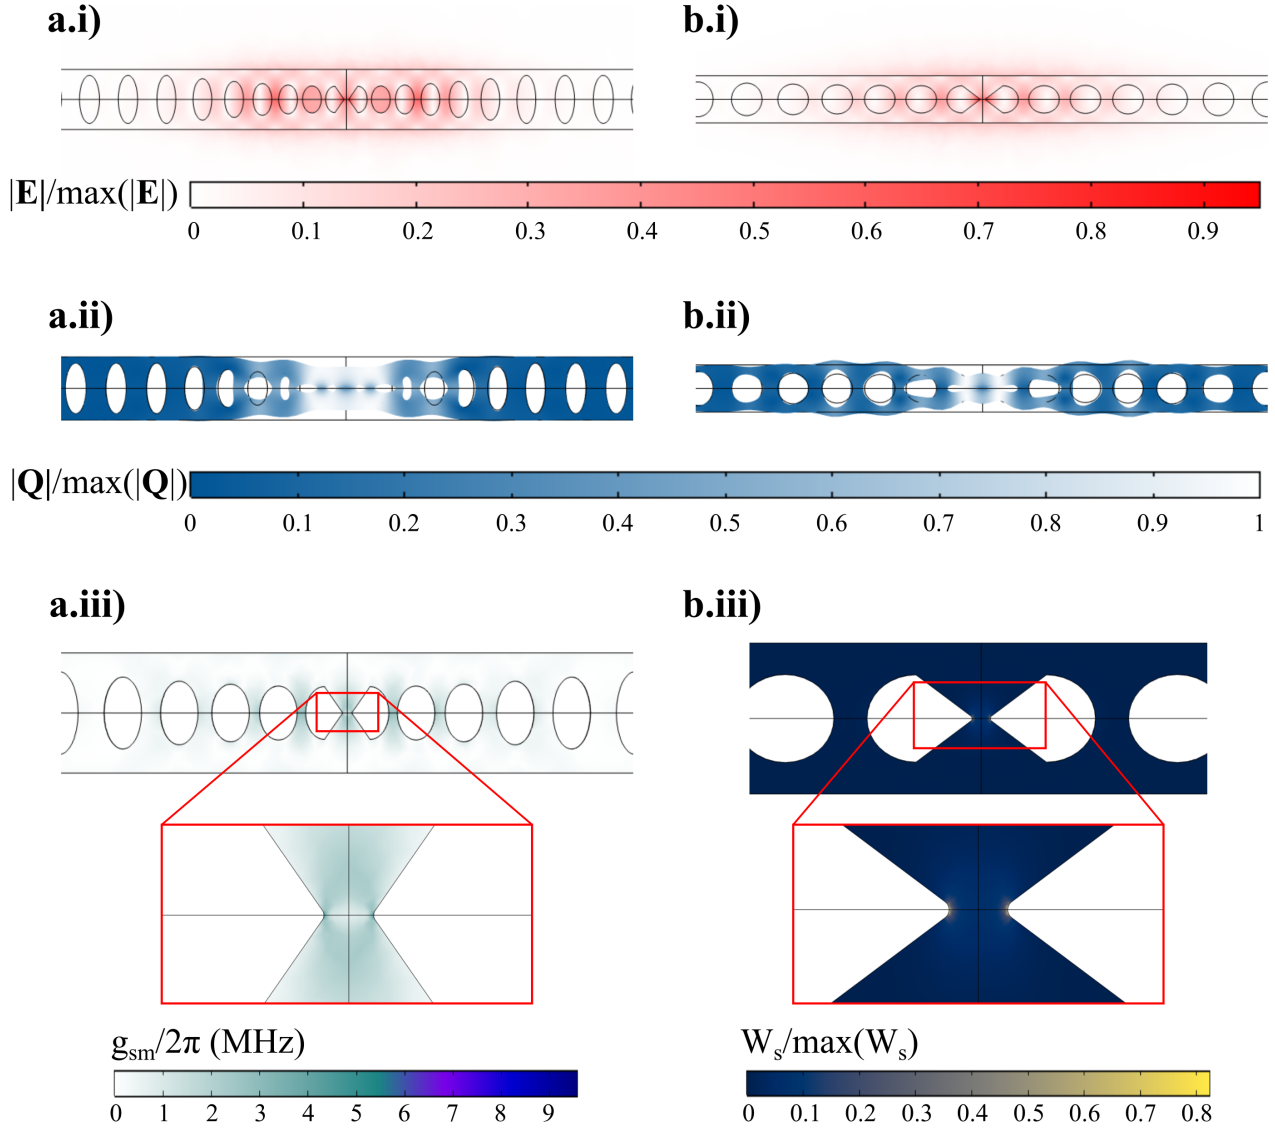 a.i) b.i)
|E|/max(|E|)
0 0.1 0.2 0.3 0.4 0.5 0.6 0.7 0.8 0.9
a.ii) b.ii)
|Q|/max(|Q|)
0 0.1 0.2 0.3 0.4 0.5 0.6 0.7 0.8 0.9 1
a.iii) b.iii)
gsm/2π (MHz) Ws/max(Ws)
0 1 2 3 4 5 6 7 8 9 0 0.1 0.2 0.3 0.4 0.5 0.6 0.7 0.8